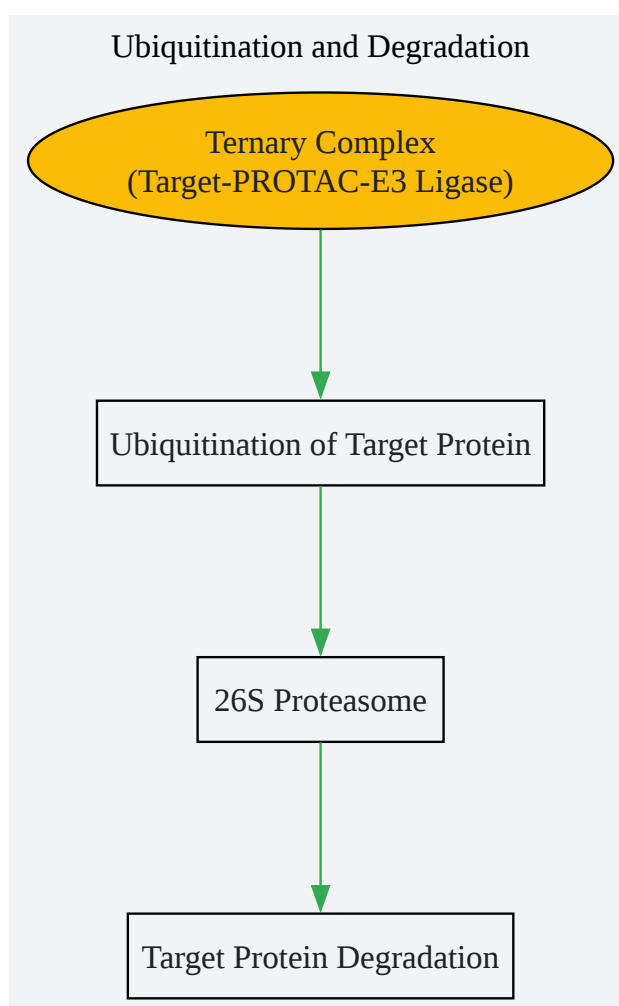 Ubiquitination and Degradation
Ternary Complex
(Target-PROTAC-E3 Ligase)
Ubiquitination of Target Protein
26S Proteasome
Target Protein Degradation